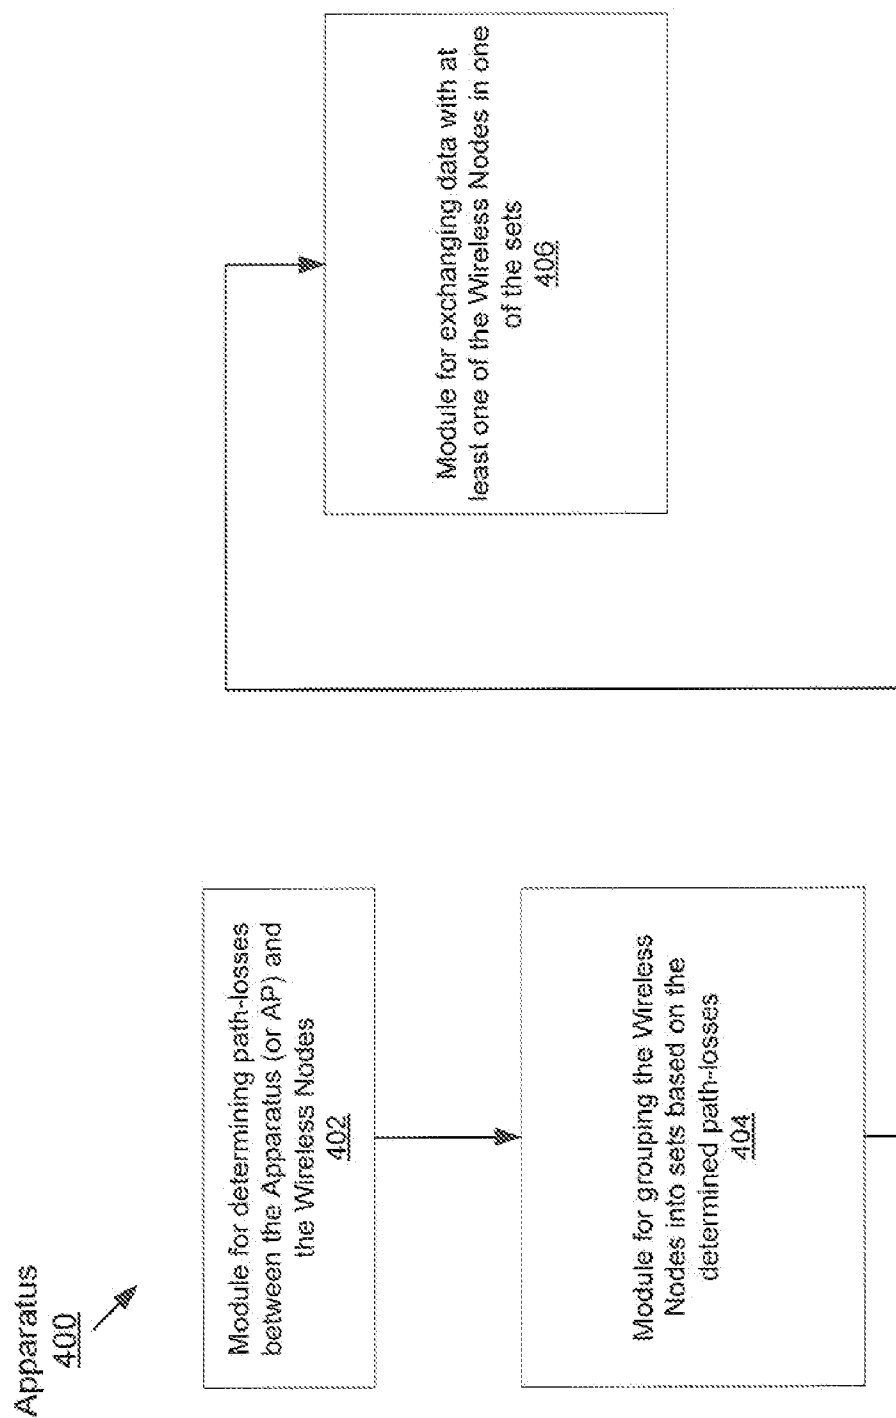 Apparatus
400
Module for determining path-losses
between the Apparatus (or AP) and
the Wireless Nodes
402
Module for grouping the Wireless
Nodes into sets based on the
determined path-losses
404
Module for exchanging data with at
least one of the Wireless Nodes in one
of the sets
406